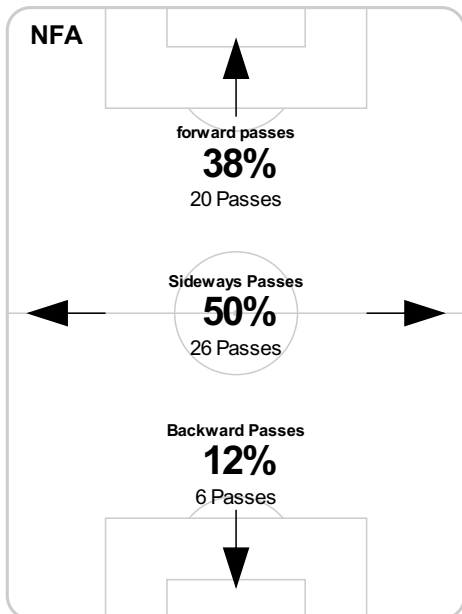 NFA
forward passes
38%
20 Passes
Sideways Passes
50%
26 Passes
Backward Passes
12%
6 Passes